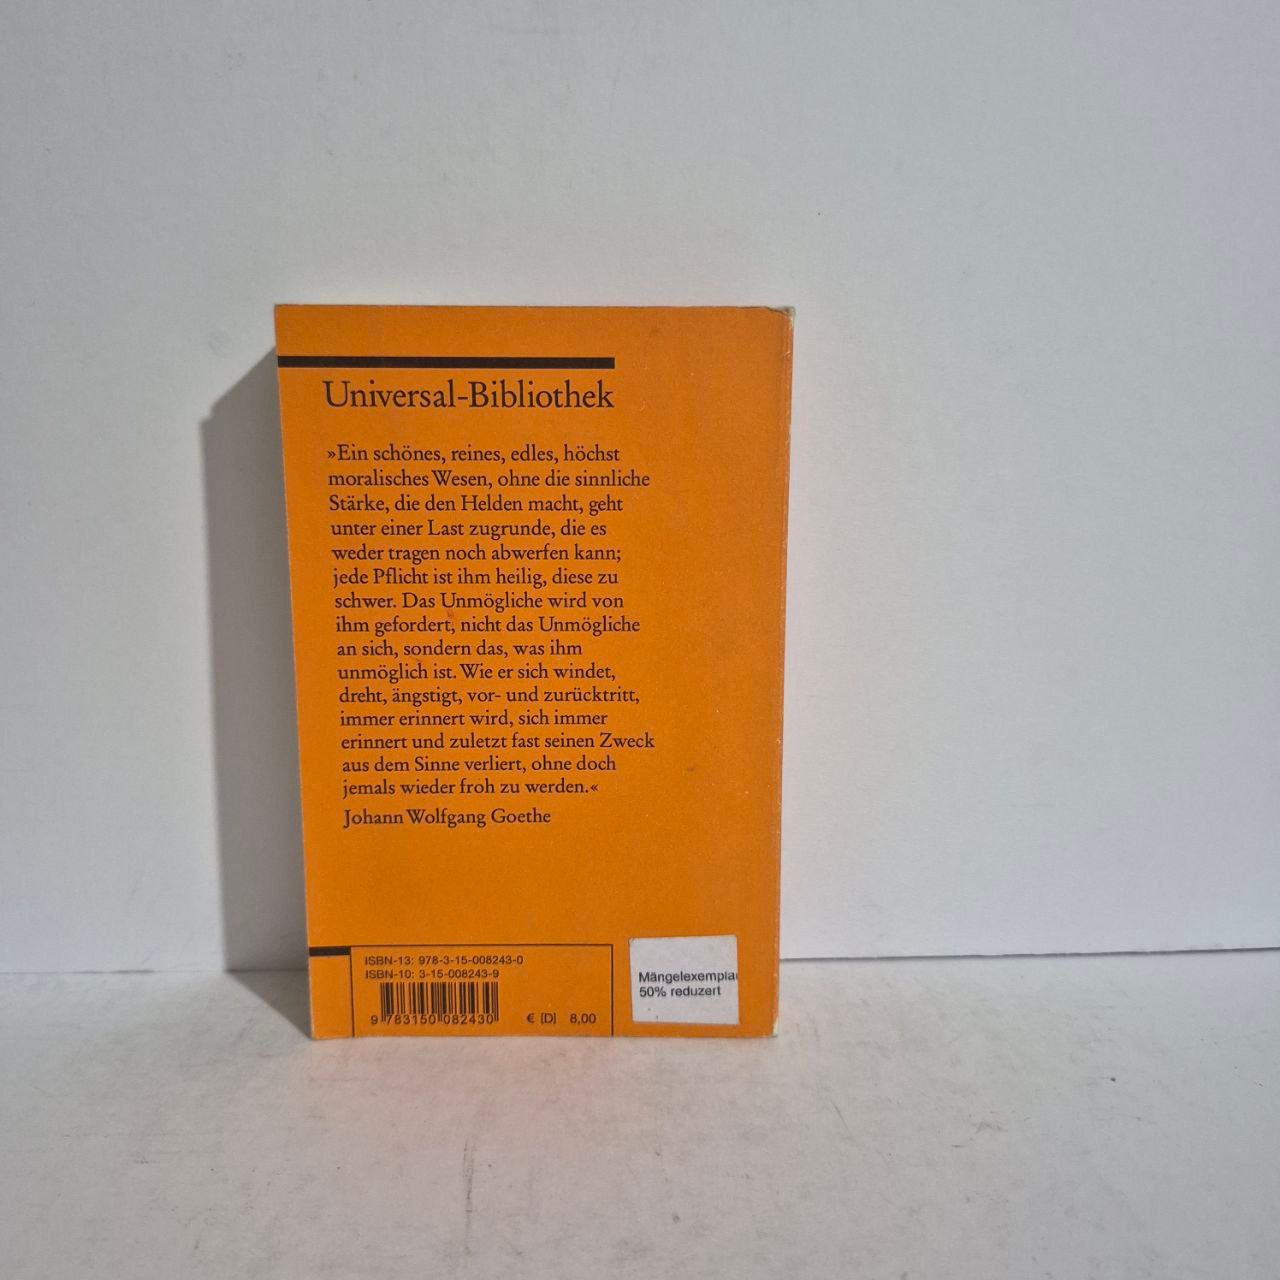 Universal-Bibliothek
»Ein schönes, reines, edles, höchst
moralisches Wesen, ohne die sinnliche
Stärke, die den Helden macht, geht
unter einer Last zugrunde, die es
weder tragen noch abwerfen kann;
jede Pflicht ist ihm heilig, diese zu
schwer. Das Unmögliche wird von
ihm gefordert, nicht das Unmögliche
an sich, sondern das, was ihm
unmöglich ist. Wie er sich windet,
dreht, ängstigt, vor- und zurücktritt,
immer erinnert wird, sich immer
erinnert und zuletzt fast seinen Zweck
aus dem Sinne verliert, ohne doch
jemals wieder froh zu werden.«
Johann Wolfgang Goethe
ISBN-13: 978-3-15-008243-0
ISBN-10: 3-15-008243-9
9 783150 082430
€ [D] 8,00
Mängelexemplar
50% reduzert